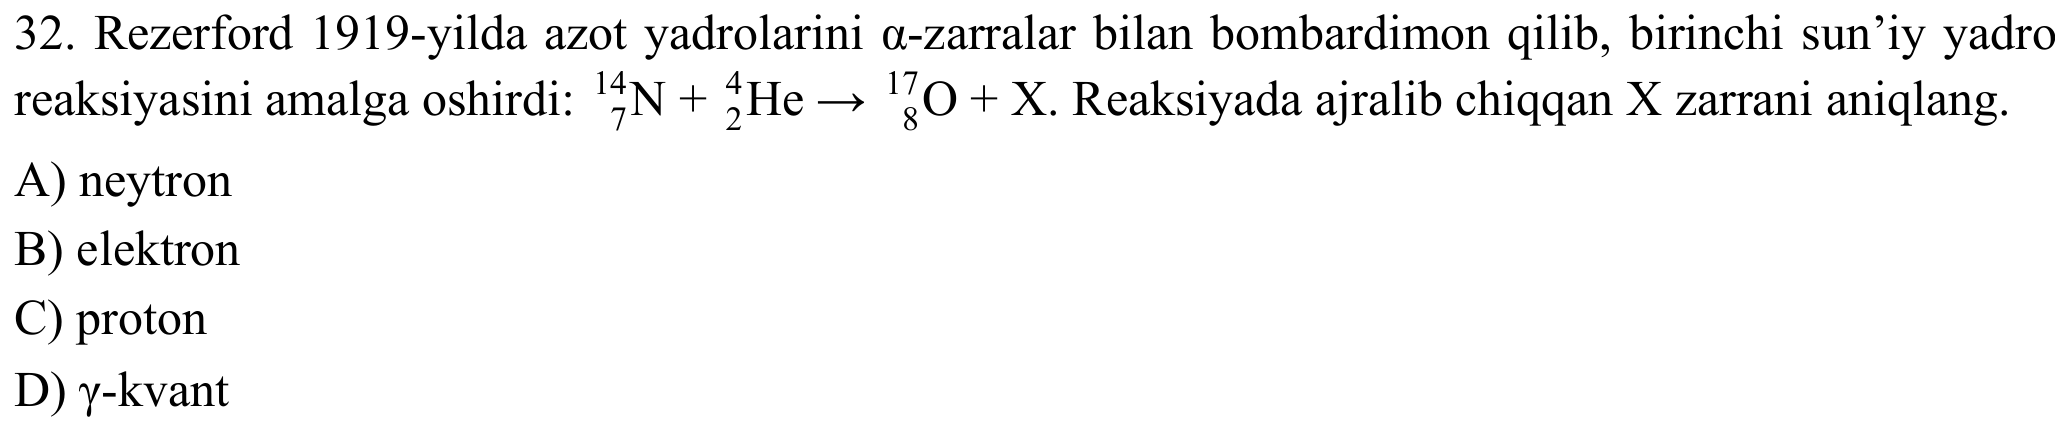 32. Rezerford 1919-yilda azot yadrolarini α-zarralar bilan bombardimon qilib, birinchi sun’iy yadro
reaksiyasini amalga oshirdi: ¹⁴₇N + ⁴₂He → ¹⁷₈O + X. Reaksiyada ajralib chiqqan X zarrani aniqlang.
A) neytron
B) elektron
C) proton
D) γ-kvant